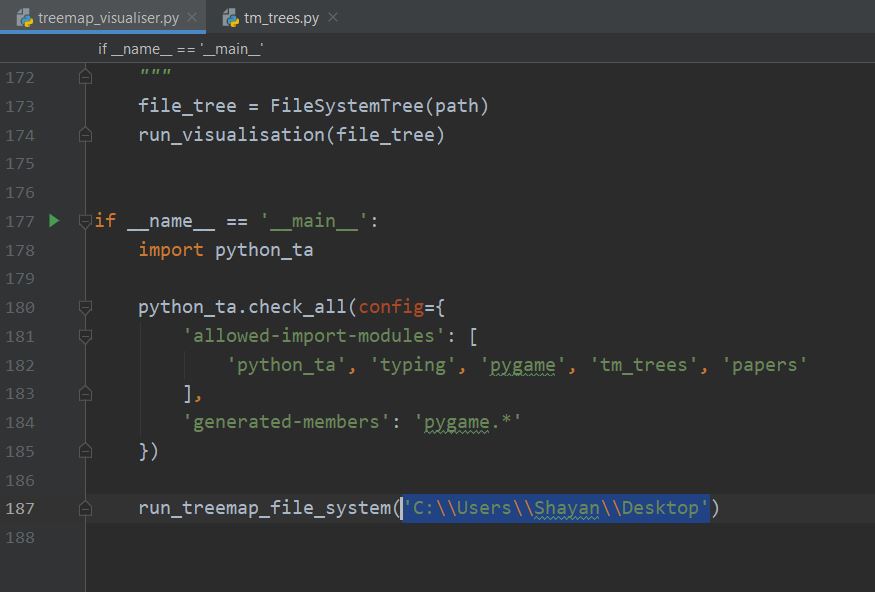 treemap_visualiser.py tm_trees.py
if __name__ == '__main__'
172 """
173 file_tree = FileSystemTree(path)
174 run_visualisation(file_tree)
175
176
177 if __name__ == '__main__':
178 import python_ta
179
180 python_ta.check_all(config={
181 'allowed-import-modules': [
182 'python_ta', 'typing', 'pygame', 'tm_trees', 'papers'
183 ],
184 'generated-members': 'pygame.*'
185 })
186
187 run_treemap_file_system('C:\\Users\\Shayan\\Desktop')
188